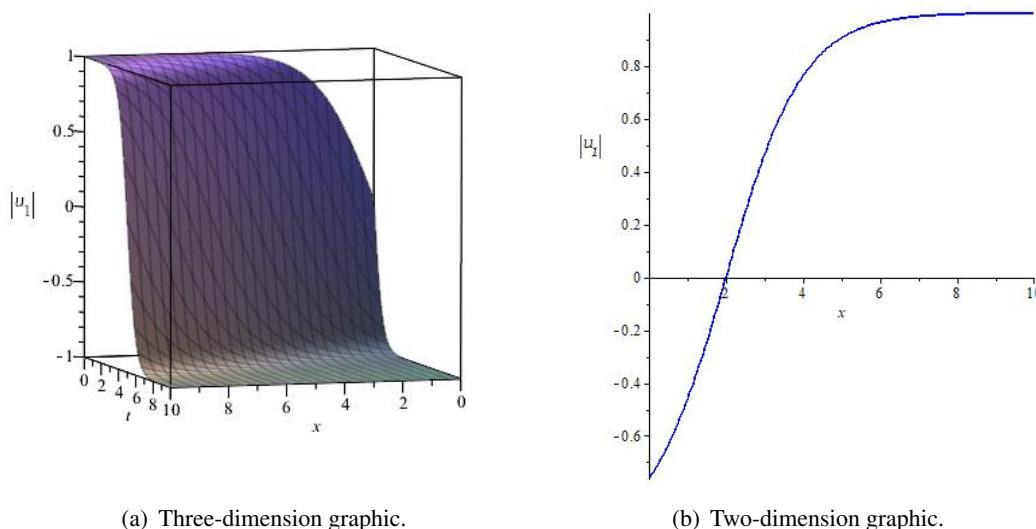 1
0.5
|u₁|
0
-0.5
-1
0 2 4 6 8 10
t
8 6 4 2 0
x
(a) Three-dimension graphic.
0.8
0.6
|u₁|
0.4
0.2
0
2 4 6 8 10
x
-0.2
-0.4
-0.6
(b) Two-dimension graphic.